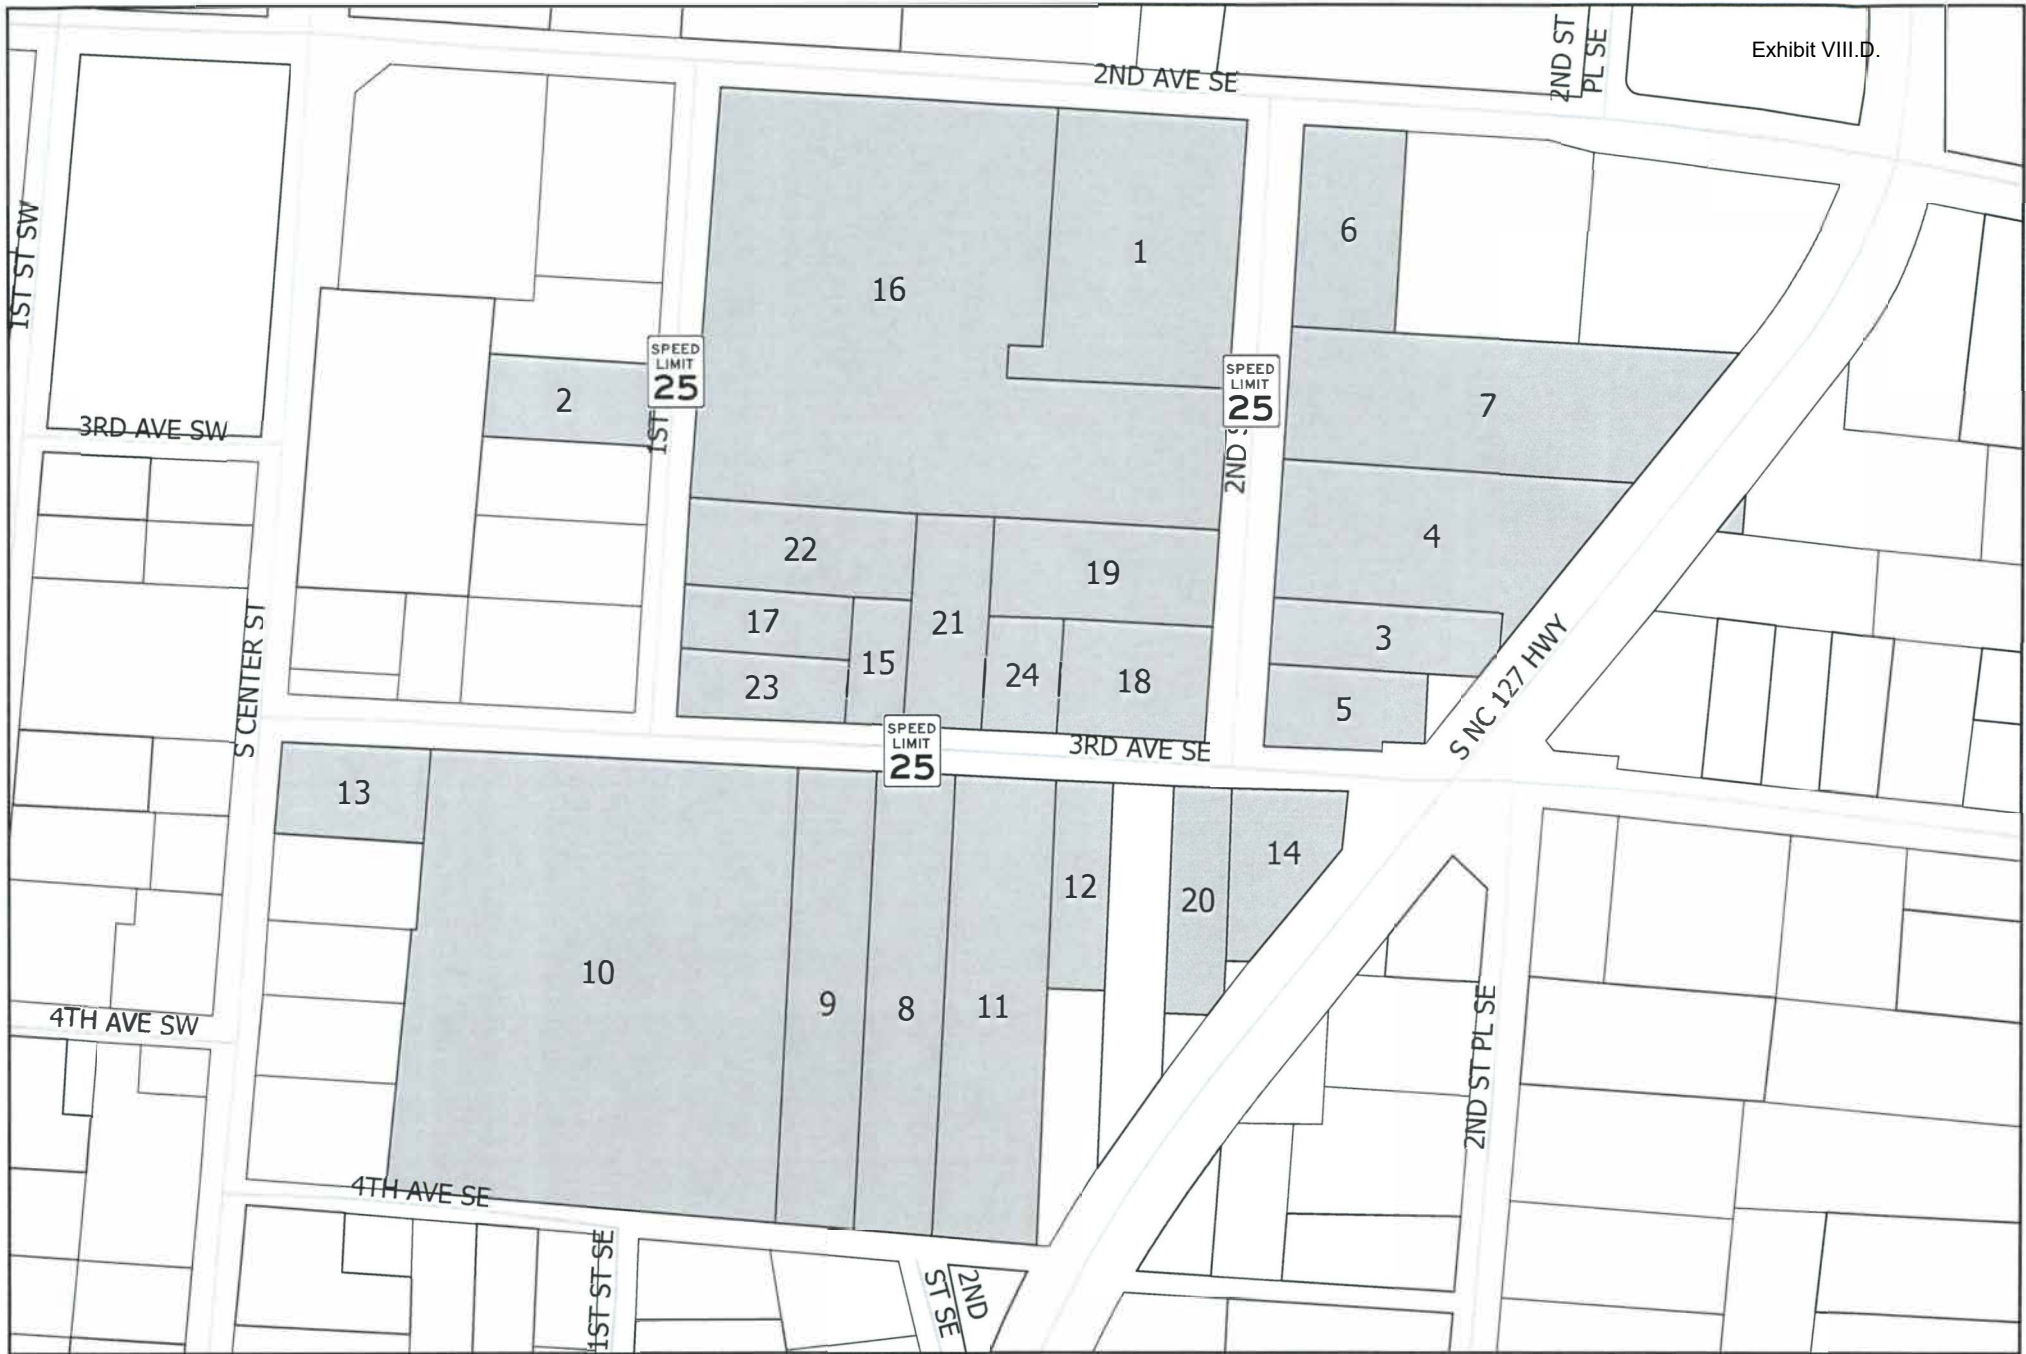 Exhibit VIII.D.
2ND AVE SE
2ND ST
PL SE
1ST ST SW
6
1
16
SPEED
LIMIT
25
SPEED
LIMIT
25
2
7
3RD AVE SW
1ST
2ND S
4
22
19
17
21
3
15
24
18
23
5
S CENTER ST
S NC 127 HWY
SPEED
LIMIT
25
3RD AVE SE
13
14
12
20
10
9
8
11
4TH AVE SW
2ND ST PL SE
4TH AVE SE
1ST ST SE
2ND
ST SE